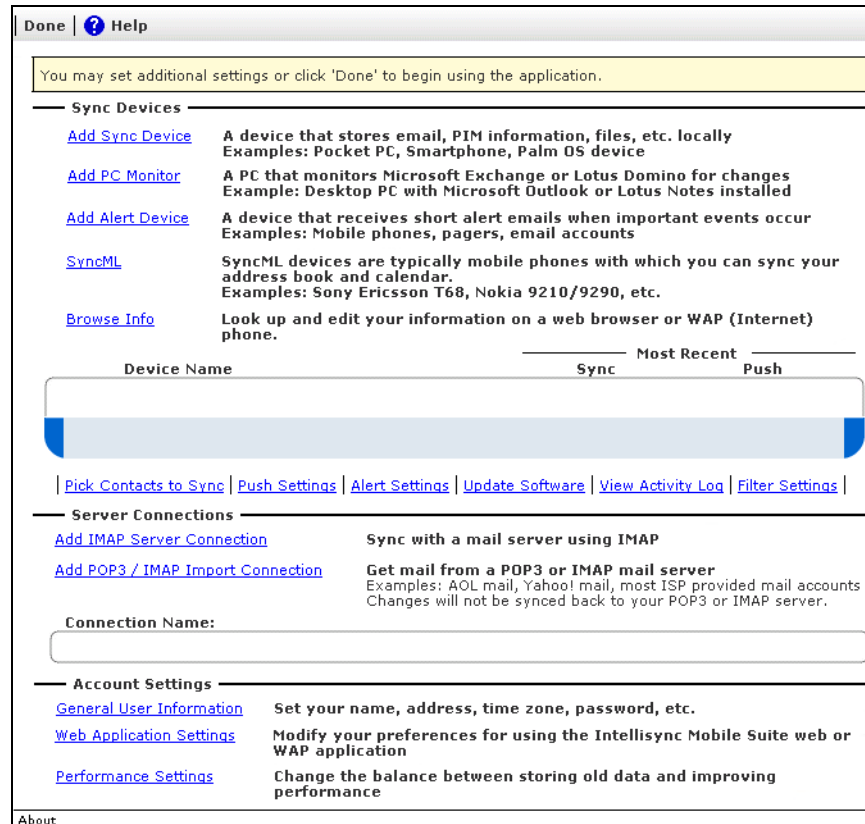 Done | Help
You may set additional settings or click 'Done' to begin using the application.
Sync Devices
Add Sync Device A device that stores email, PIM information, files, etc. locally
Examples: Pocket PC, Smartphone, Palm OS device
Add PC Monitor A PC that monitors Microsoft Exchange or Lotus Domino for changes
Example: Desktop PC with Microsoft Outlook or Lotus Notes installed
Add Alert Device A device that receives short alert emails when important events occur
Examples: Mobile phones, pagers, email accounts
SyncML SyncML devices are typically mobile phones with which you can sync your
address book and calendar.
Examples: Sony Ericsson T68, Nokia 9210/9290, etc.
Browse Info Look up and edit your information on a web browser or WAP (Internet)
phone.
Most Recent
Device Name Sync Push
| Pick Contacts to Sync | Push Settings | Alert Settings | Update Software | View Activity Log | Filter Settings |
Server Connections
Add IMAP Server Connection Sync with a mail server using IMAP
Add POP3 / IMAP Import Connection Get mail from a POP3 or IMAP mail server
Examples: AOL mail, Yahoo! mail, most ISP provided mail accounts
Changes will not be synced back to your POP3 or IMAP server.
Connection Name:
Account Settings
General User Information Set your name, address, time zone, password, etc.
Web Application Settings Modify your preferences for using the Intellisync Mobile Suite web or
WAP application
Performance Settings Change the balance between storing old data and improving
performance
About